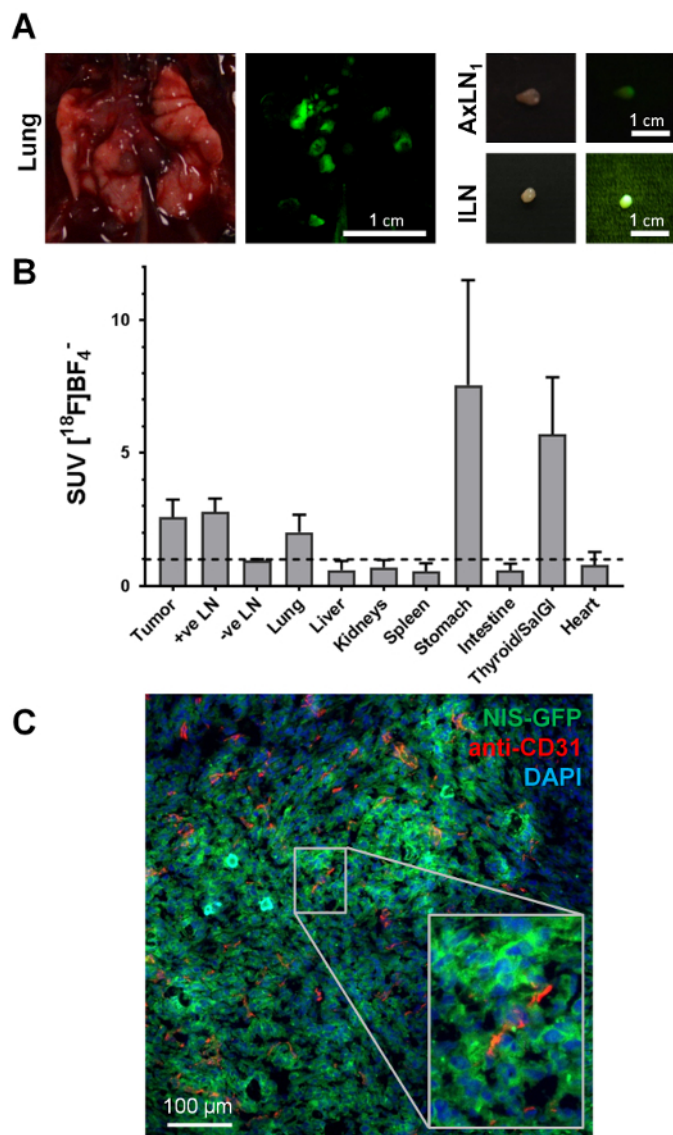 A
Lung
1 cm
AxLN₁
1 cm
ILN
1 cm
B
SUV [¹⁸F]BF₄⁻
10
5
0
Tumor
+ve LN
-ve LN
Lung
Liver
Kidneys
Spleen
Stomach
Intestine
Thyroid/SalGl
Heart
C
NIS-GFP
anti-CD31
DAPI
100 µm